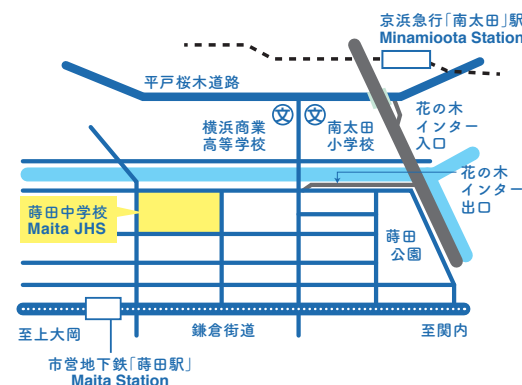 京浜急行「南太田」駅
Minamioota Station
平戸桜木道路
文
文
横浜商業
高等学校
南太田
小学校
花の木
インター
入口
花の木
インター
出口
蒔田中学校
Maita JHS
蒔田
公園
至上大岡
鎌倉街道
至関内
市営地下鉄「蒔田駅」
Maita Station